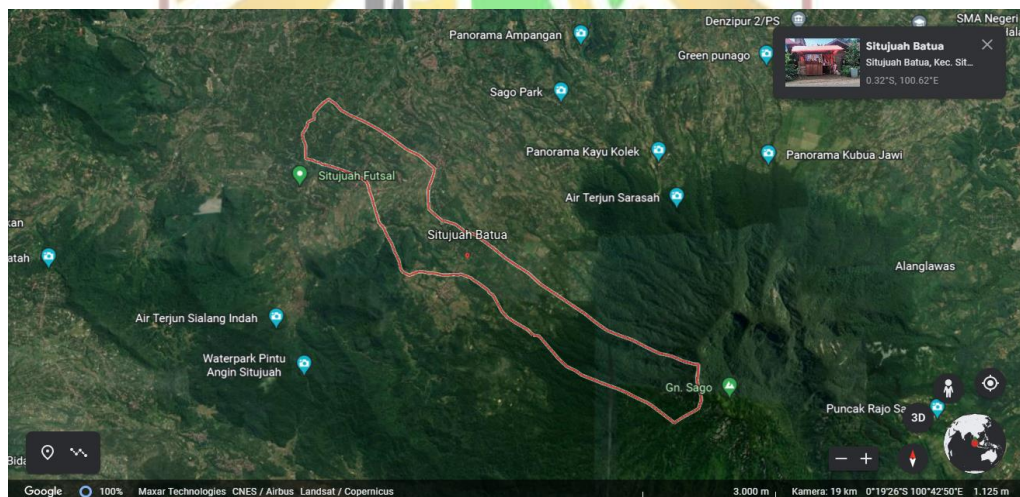 Denzipur 2/PS
SMA Negeri
Panorama Ampangan
Green punago
Situjuah Batua
Situjuah Batua, Kec. Sit...
0.32°S, 100.62°E
Sago Park
Panorama Kayu Kolek
Panorama Kubua Jawi
Situjuah Futsal
Air Terjun Sarasah
Situjuah Batua
kan
atah
Alanglawas
Air Terjun Sialang Indah
Waterpark Pintu
Angin Situjuah
Gn. Sago
Puncak Rajo Sa
3D
Bida
Google 100% Maxar Technologies CNES / Airbus Landsat / Copernicus 3.000 m Kamera: 19 km 0°19'26"S 100°42'50"E 1.125 m